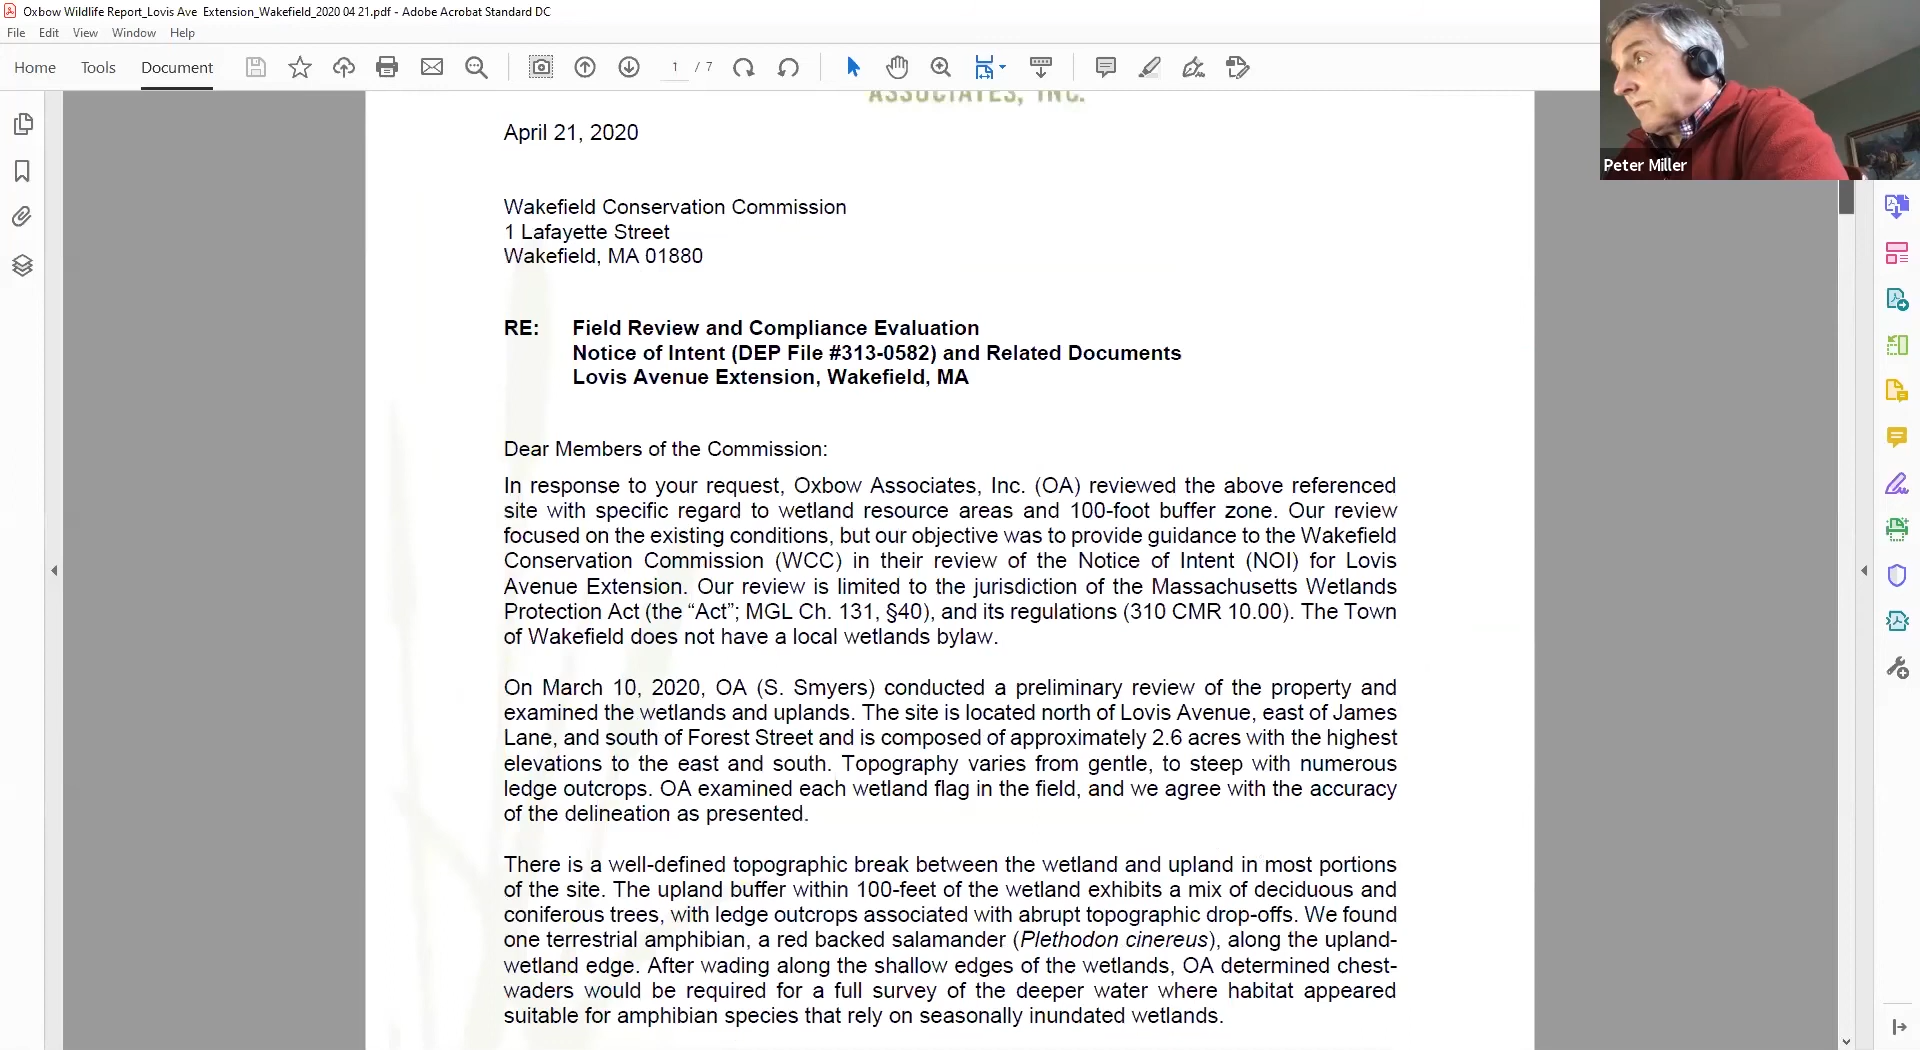 Oxbow Wildlife Report_Lovis Ave Extension_Wakefield_2020 04 21.pdf - Adobe Acrobat Standard DC
File Edit View Window Help
Home Tools Document 1 / 7
Peter Miller
ASSOCIATES, INC.
April 21, 2020
Wakefield Conservation Commission
1 Lafayette Street
Wakefield, MA 01880
RE: Field Review and Compliance Evaluation
Notice of Intent (DEP File #313-0582) and Related Documents
Lovis Avenue Extension, Wakefield, MA
Dear Members of the Commission:
In response to your request, Oxbow Associates, Inc. (OA) reviewed the above referenced
site with specific regard to wetland resource areas and 100-foot buffer zone. Our review
focused on the existing conditions, but our objective was to provide guidance to the Wakefield
Conservation Commission (WCC) in their review of the Notice of Intent (NOI) for Lovis
Avenue Extension. Our review is limited to the jurisdiction of the Massachusetts Wetlands
Protection Act (the “Act”; MGL Ch. 131, §40), and its regulations (310 CMR 10.00). The Town
of Wakefield does not have a local wetlands bylaw.
On March 10, 2020, OA (S. Smyers) conducted a preliminary review of the property and
examined the wetlands and uplands. The site is located north of Lovis Avenue, east of James
Lane, and south of Forest Street and is composed of approximately 2.6 acres with the highest
elevations to the east and south. Topography varies from gentle, to steep with numerous
ledge outcrops. OA examined each wetland flag in the field, and we agree with the accuracy
of the delineation as presented.
There is a well-defined topographic break between the wetland and upland in most portions
of the site. The upland buffer within 100-feet of the wetland exhibits a mix of deciduous and
coniferous trees, with ledge outcrops associated with abrupt topographic drop-offs. We found
one terrestrial amphibian, a red backed salamander (Plethodon cinereus), along the upland-
wetland edge. After wading along the shallow edges of the wetlands, OA determined chest-
waders would be required for a full survey of the deeper water where habitat appeared
suitable for amphibian species that rely on seasonally inundated wetlands.